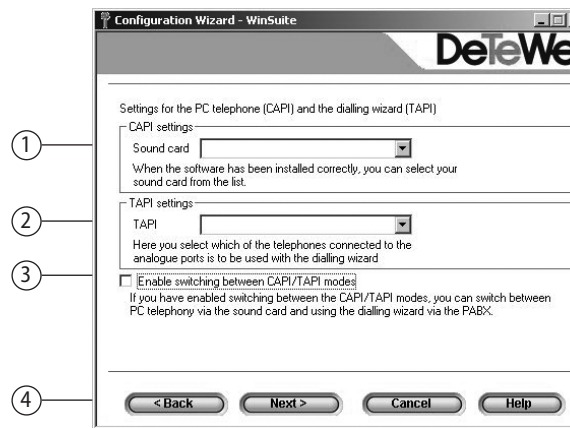 Configuration Wizard - WinSuite
DeTeWe
Settings for the PC telephone (CAPI) and the dialling wizard (TAPI)
CAPI settings
1
Sound card
When the software has been installed correctly, you can select your
sound card from the list.
TAPI settings
2
TAPI
Here you select which of the telephones connected to the
analogue ports is to be used with the dialling wizard
3
Enable switching between CAPI/TAPI modes
If you have enabled switching between the CAPI/TAPI modes, you can switch between
PC telephony via the sound card and using the dialling wizard via the PABX.
4
< Back Next > Cancel Help